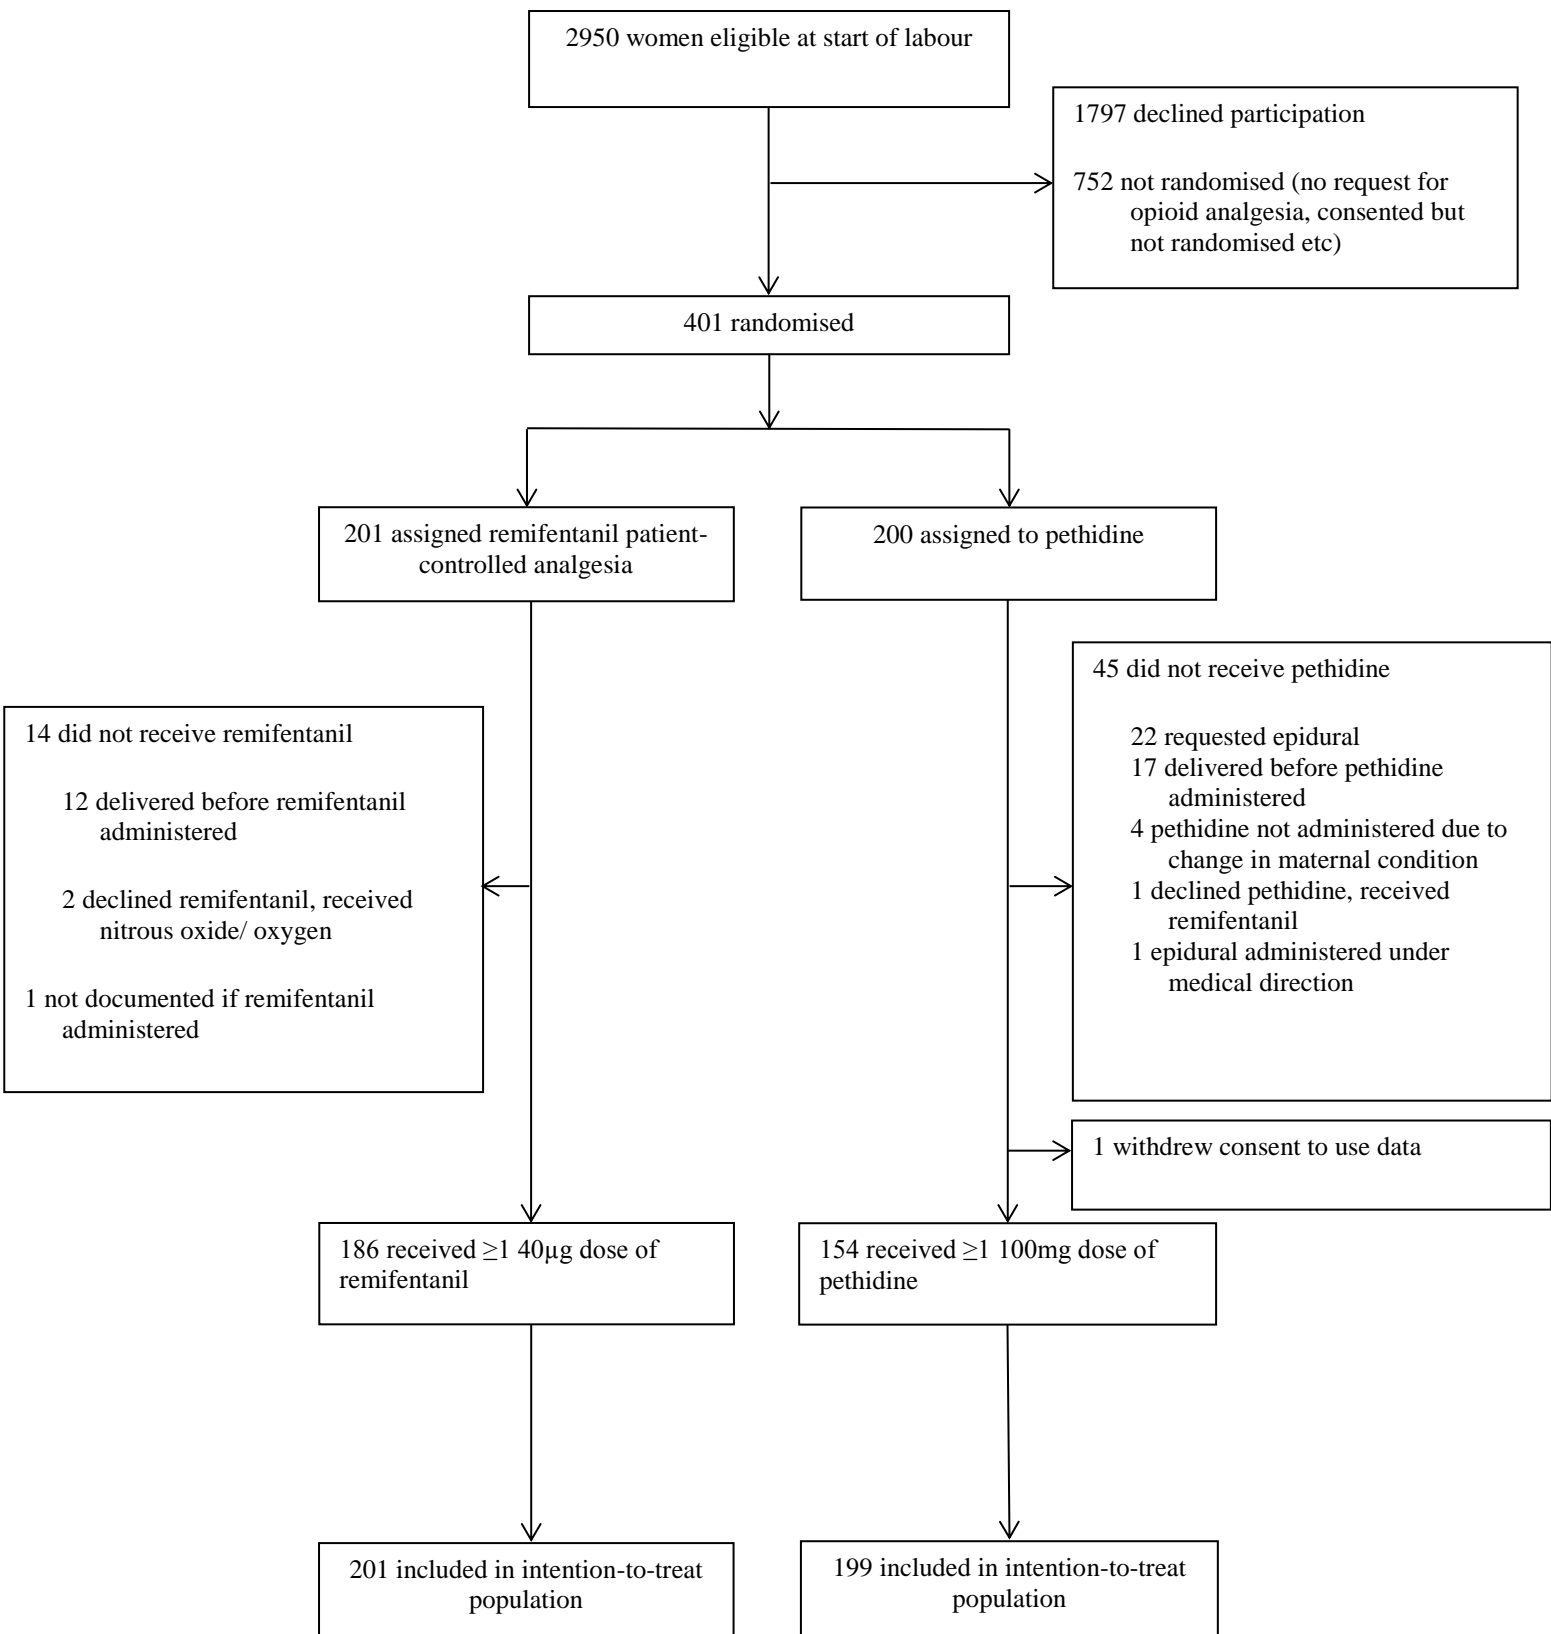 2950 women eligible at start of labour
1797 declined participation
752 not randomised (no request for
opioid analgesia, consented but
not randomised etc)
401 randomised
201 assigned remifentanil patient-
controlled analgesia
200 assigned to pethidine
14 did not receive remifentanil
12 delivered before remifentanil
administered
2 declined remifentanil, received
nitrous oxide/ oxygen
1 not documented if remifentanil
administered
45 did not receive pethidine
22 requested epidural
17 delivered before pethidine
administered
4 pethidine not administered due to
change in maternal condition
1 declined pethidine, received
remifentanil
1 epidural administered under
medical direction
1 withdrew consent to use data
186 received ≥1 40µg dose of
remifentanil
154 received ≥1 100mg dose of
pethidine
201 included in intention-to-treat
population
199 included in intention-to-treat
population